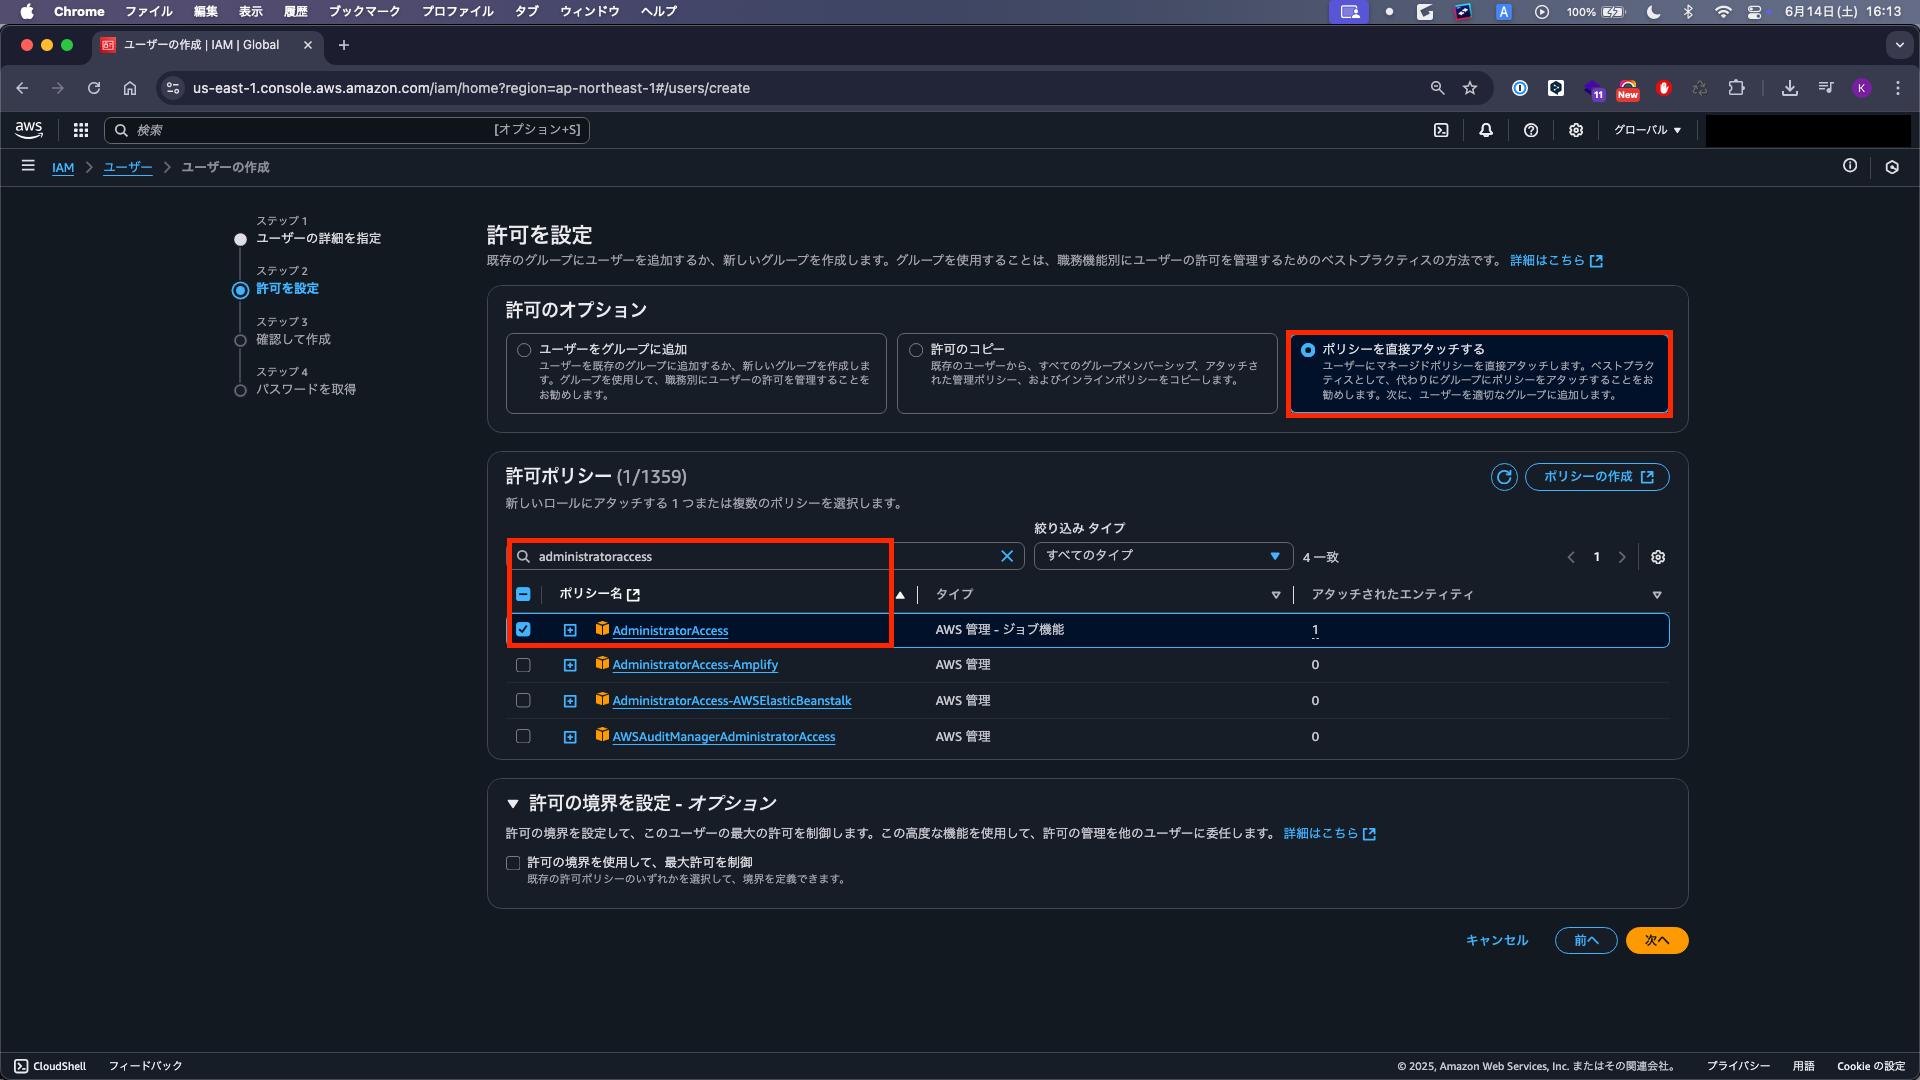 Chrome ファイル 編集 表示 履歴 ブックマーク プロファイル タブ ウィンドウ ヘルプ
A 100% 6月14日(土) 16:13
ユーザーの作成 | IAM | Global
us-east-1.console.aws.amazon.com/iam/home?region=ap-northeast-1#/users/create
11 New K
aws 検索 [オプション+S] グローバル
IAM ユーザー ユーザーの作成
ステップ 1
ユーザーの詳細を指定
ステップ 2
許可を設定
ステップ 3
確認して作成
ステップ 4
パスワードを取得
許可を設定
既存のグループにユーザーを追加するか、新しいグループを作成します。グループを使用することは、職務機能別にユーザーの許可を管理するためのベストプラクティスの方法です。 詳細はこちら
許可のオプション
ユーザーをグループに追加
ユーザーを既存のグループに追加するか、新しいグループを作成しま
す。グループを使用して、職務別にユーザーの許可を管理することを
お勧めします。
許可のコピー
既存のユーザーから、すべてのグループメンバーシップ、アタッチさ
れた管理ポリシー、およびインラインポリシーをコピーします。
ポリシーを直接アタッチする
ユーザーにマネージドポリシーを直接アタッチします。ベストプラク
ティスとして、代わりにグループにポリシーをアタッチすることをお
勧めします。次に、ユーザーを適切なグループに追加します。
許可ポリシー (1/1359)
ポリシーの作成
新しいロールにアタッチする 1 つまたは複数のポリシーを選択します。
絞り込み タイプ
administratoraccess すべてのタイプ 4 一致 1
ポリシー名 タイプ アタッチされたエンティティ
AdministratorAccess AWS 管理 - ジョブ機能 1
AdministratorAccess-Amplify AWS 管理 0
AdministratorAccess-AWSElasticBeanstalk AWS 管理 0
AWSAuditManagerAdministratorAccess AWS 管理 0
許可の境界を設定 - オプション
許可の境界を設定して、このユーザーの最大の許可を制御します。この高度な機能を使用して、許可の管理を他のユーザーに委任します。 詳細はこちら
許可の境界を使用して、最大許可を制御
既存の許可ポリシーのいずれかを選択して、境界を定義できます。
キャンセル 前へ 次へ
CloudShell フィードバック © 2025, Amazon Web Services, Inc. またはその関連会社。 プライバシー 用語 Cookie の設定